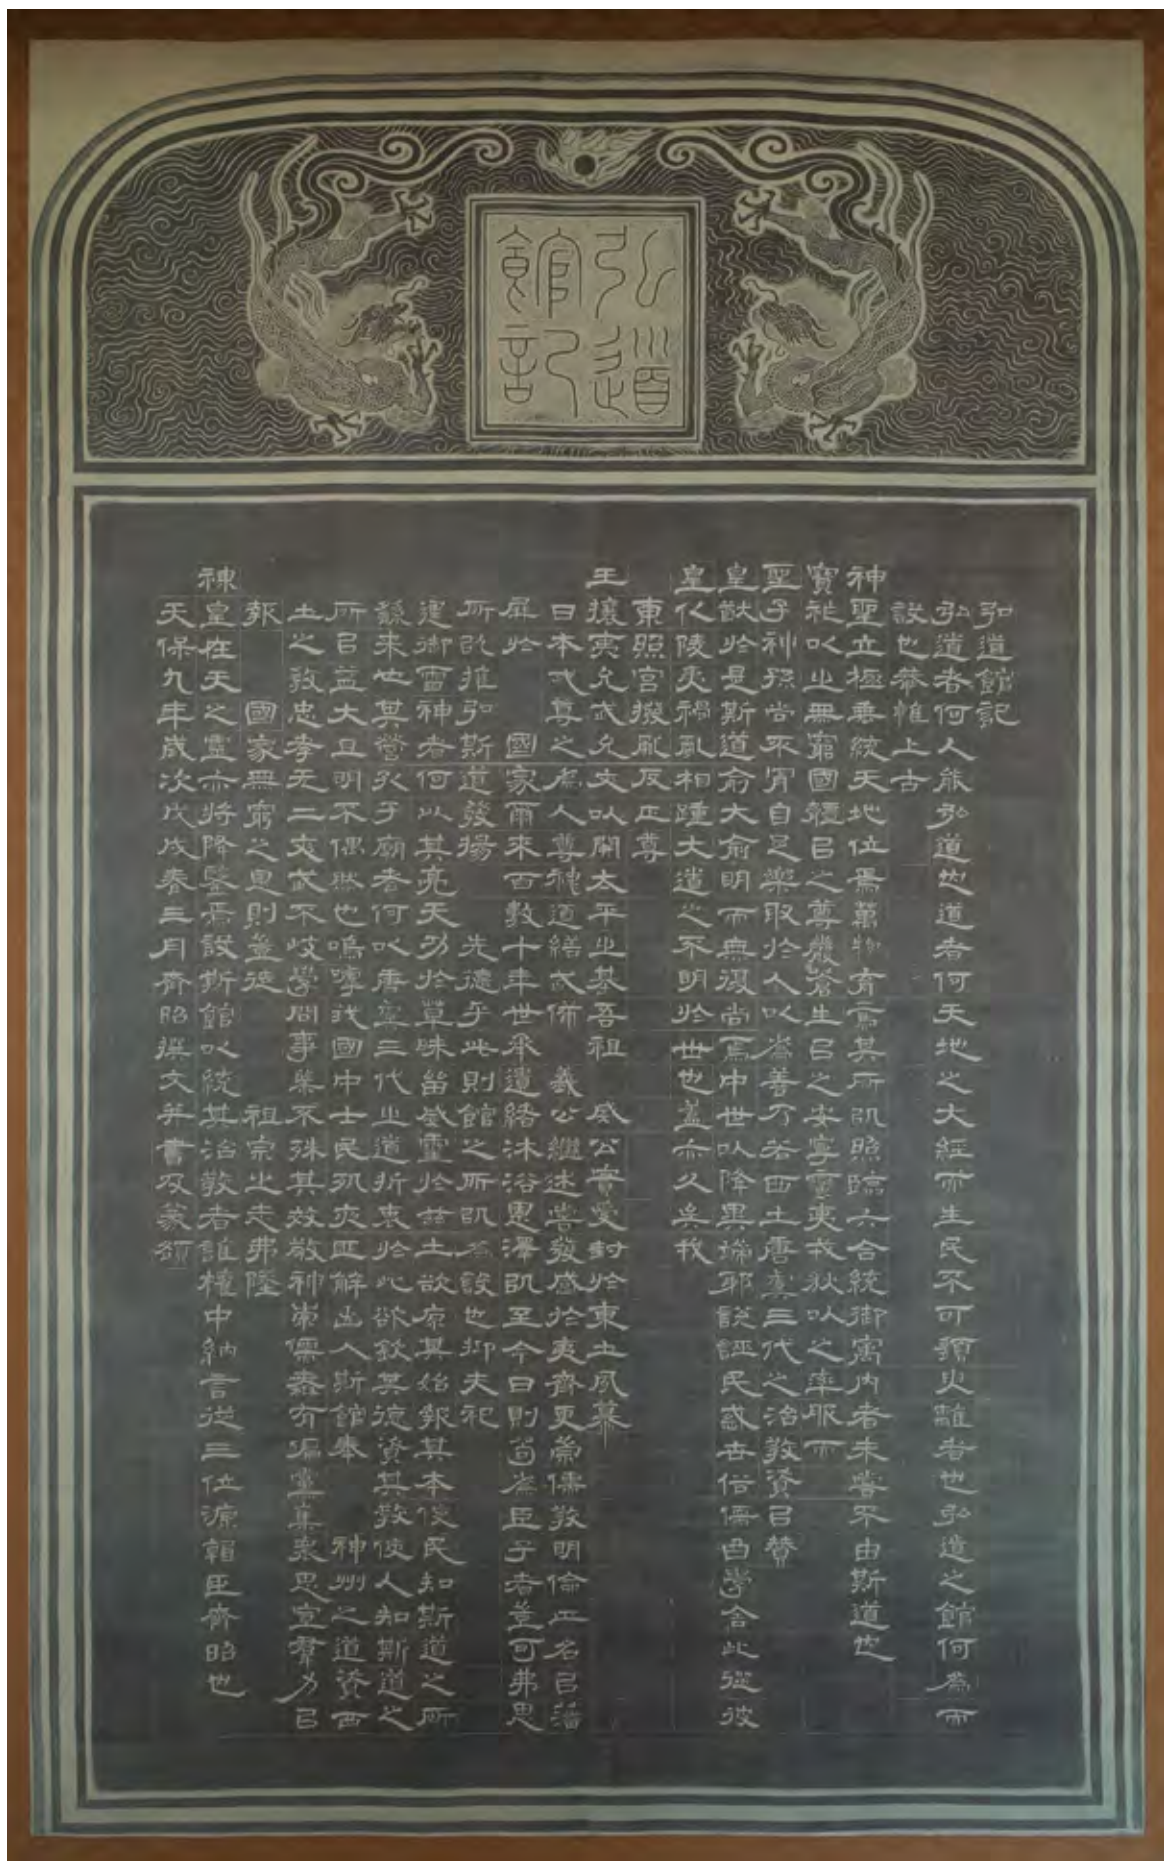 弘道
館記
弘道館記
弘道者何人能弘道也道者何天地之大經而生民不可須臾離者也弘道之館何爲而
設也恭惟上古
神聖立極垂統天地位焉萬物育焉其所以照臨六合統御寓内者未嘗不由斯道也
寶祚以之無窮國體以之尊嚴蒼生以之安寧蠻夷戎狄以之率服而
聖子神孫尚不肯自足樂取於人以爲善乃若西土唐虞三代之治教資以贊
皇猷於是斯道愈大愈明而無復尚焉中世以降異端邪說誣民惑世俗儒曲學舍此從彼
皇化陵夷禍亂相踵大道之不明於世也蓋亦久矣我
東照宮撥亂反正尊
王攘夷允武允文以開太平之基吾祖 威公實受封於東土夙慕
日本武尊之爲人尊神道繕武備 義公繼述嘗發感於夷齊更崇儒教明倫正名以藩
屏於 國家爾來百數十年世承遺緒沐浴恩澤以至今日則苟爲臣子者豈可弗思
所以推弘斯道發揚 先德乎此則館之所以爲設也抑夫祀
建御雷神者何以其亮天功於草昧留威靈於茲土欲原其始報其本使民知斯道之所
繇來也其營孔子廟者何以唐虞三代之道折衷於此欲欽其德資其教使人知斯道之
所以益大且明不偶然也嗚虖我國中士民夙夜匪解出入斯館奉 神州之道資西
土之教忠孝无二文武不岐學問事業不殊其效敬神崇儒無有偏黨集衆思宣羣力以
報 國家無窮之恩則豈徒 祖宗之志弗墜
神皇在天之靈亦將降鑒焉設斯館以統其治教者誰權中納言從三位源朝臣齊昭也
天保九年歲次戊戌春三月齊昭撰文并書及篆額